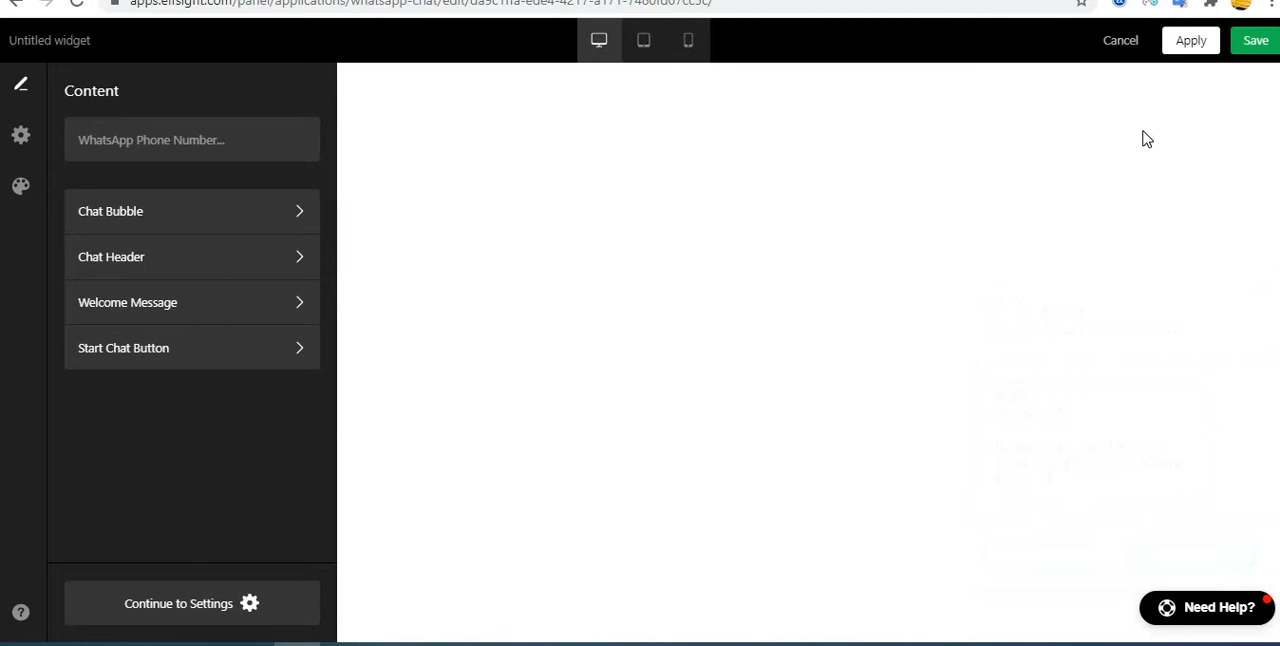 Untitled widget
Cancel
Apply
Save
Content
WhatsApp Phone Number...
Chat Bubble
Chat Header
Welcome Message
Start Chat Button
Continue to Settings
?
Need Help?